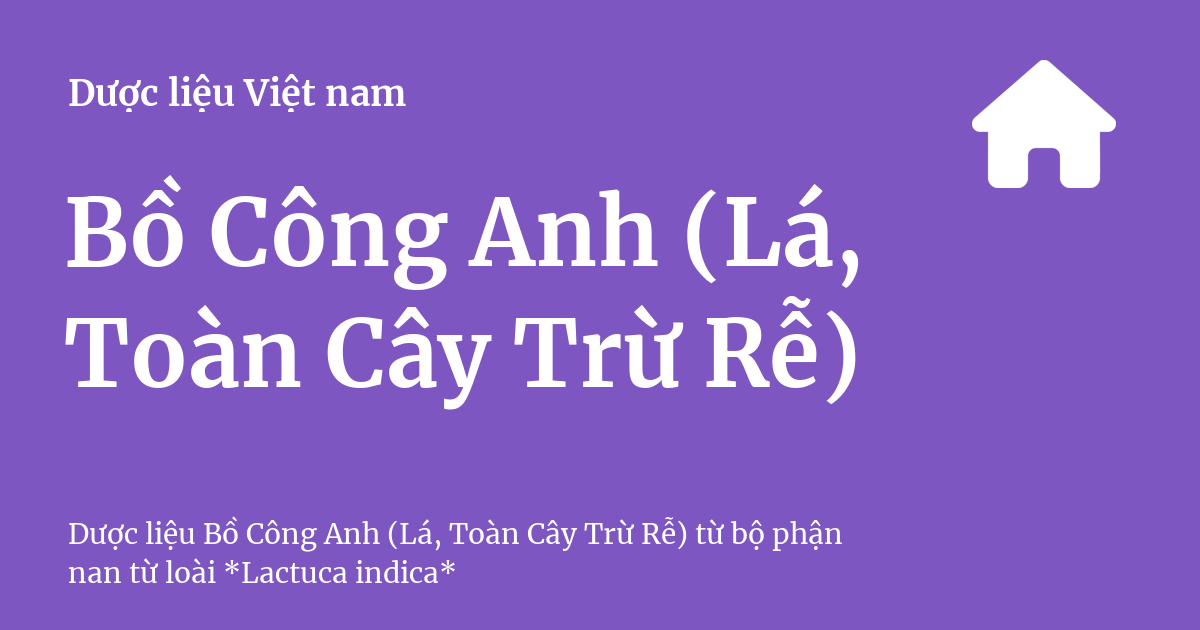 Dược liệu Việt nam
Bồ Công Anh (Lá,
Toàn Cây Trừ Rễ)
Dược liệu Bồ Công Anh (Lá, Toàn Cây Trừ Rễ) từ bộ phận
nan từ loài *Lactuca indica*